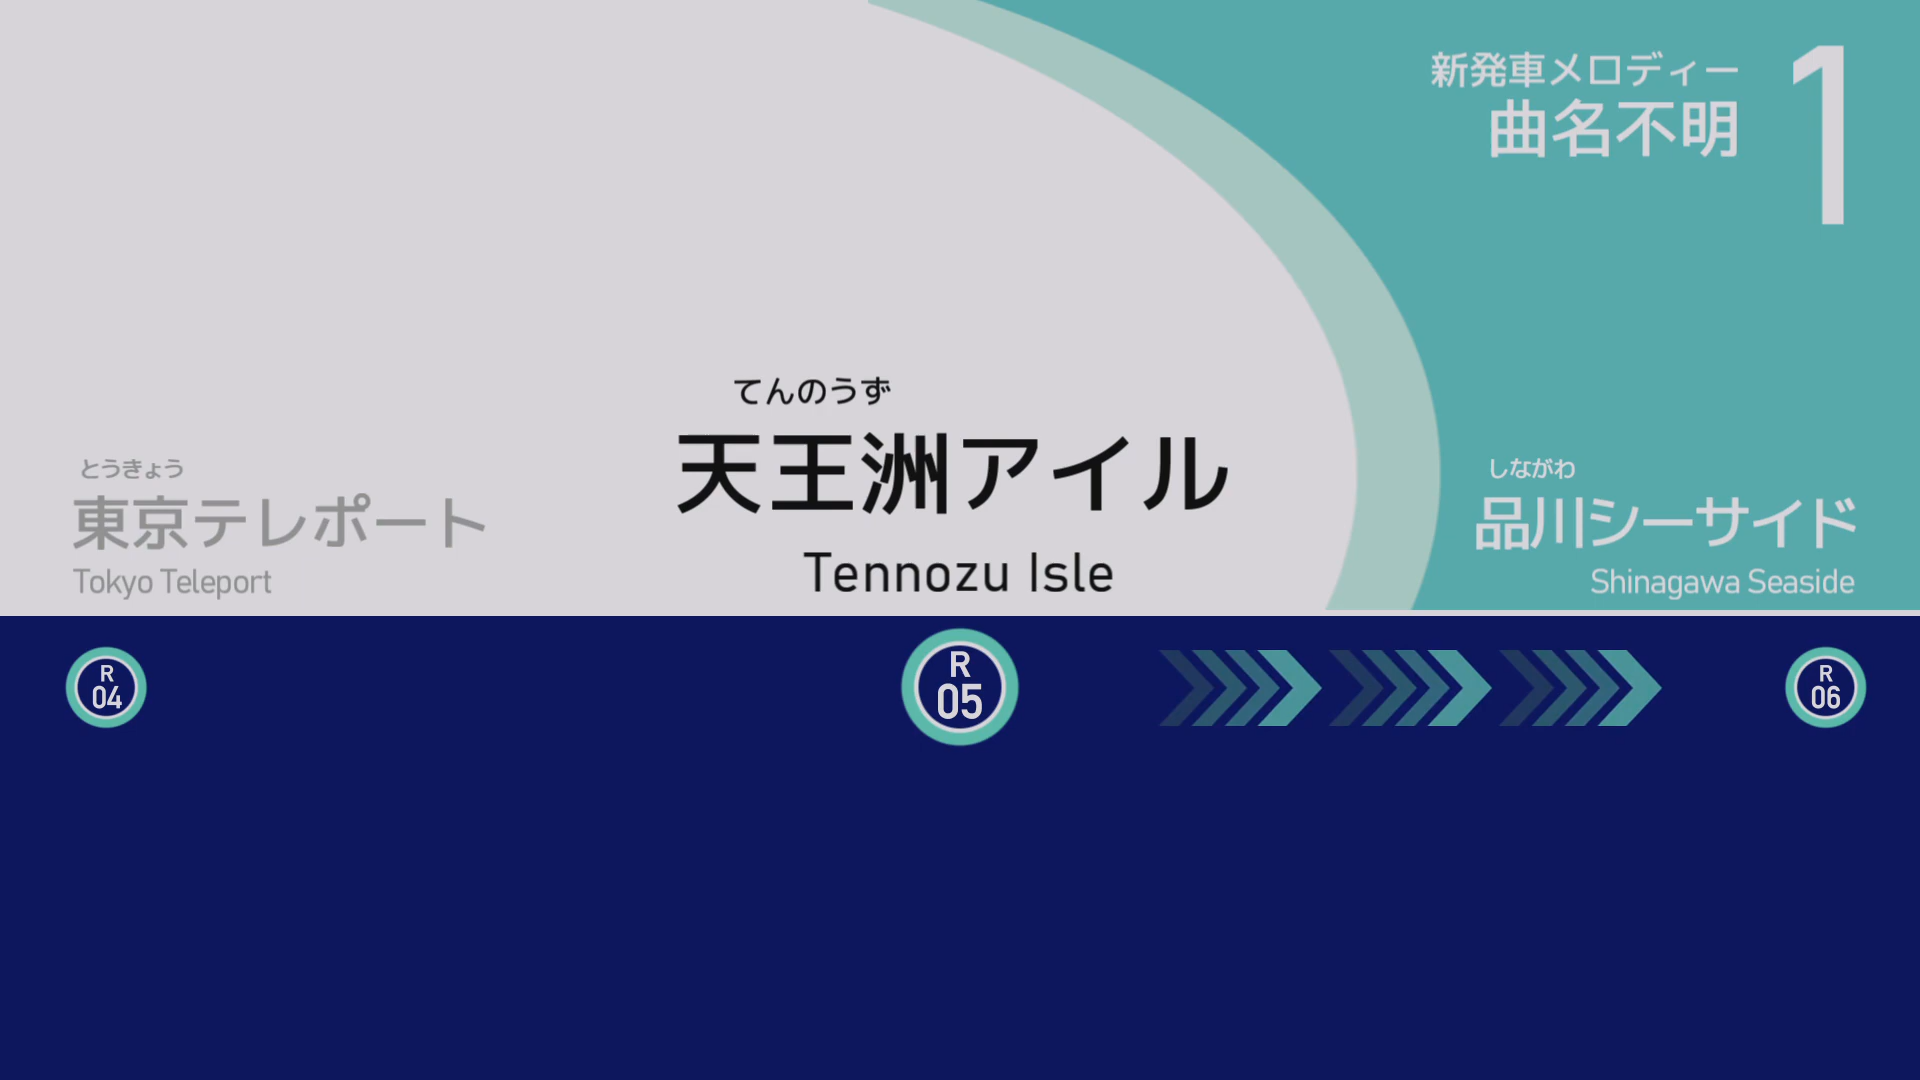 新発車メロディー
曲名不明
1
てんのうず
天王洲アイル
Tennozu Isle
とうきょう
東京テレポート
Tokyo Teleport
しながわ
品川シーサイド
Shinagawa Seaside
R
04
R
05
R
06